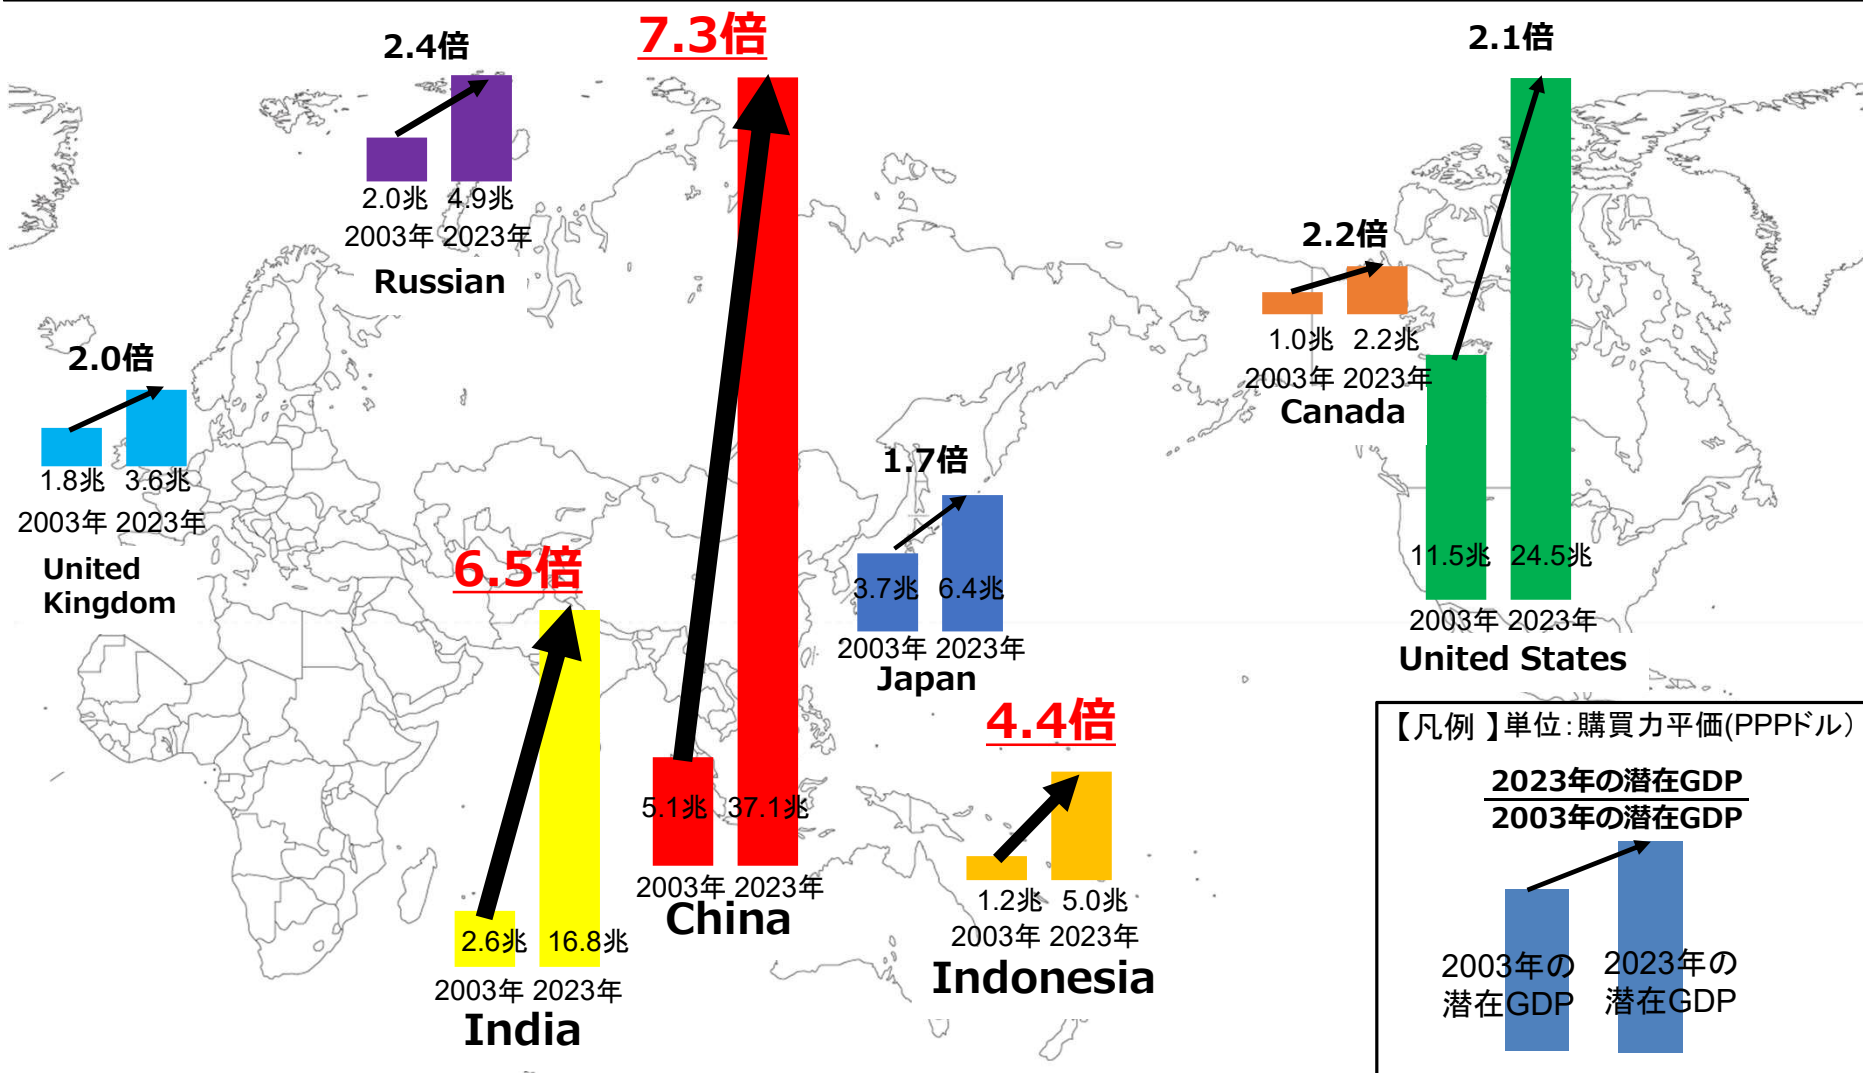 2.4倍
2.0兆 4.9兆
2003年 2023年
Russian
7.3倍
5.1兆 37.1兆
2003年 2023年
China
2.1倍
11.5兆 24.5兆
2003年 2023年
United States
2.2倍
1.0兆 2.2兆
2003年 2023年
Canada
2.0倍
1.8兆 3.6兆
2003年 2023年
United
Kingdom
1.7倍
3.7兆 6.4兆
2003年 2023年
Japan
6.5倍
2.6兆 16.8兆
2003年 2023年
India
4.4倍
1.2兆 5.0兆
2003年 2023年
Indonesia
【凡例】単位：購買力平価(PPPドル)
2023年の潜在GDP
2003年の潜在GDP
2003年の
潜在GDP
2023年の
潜在GDP